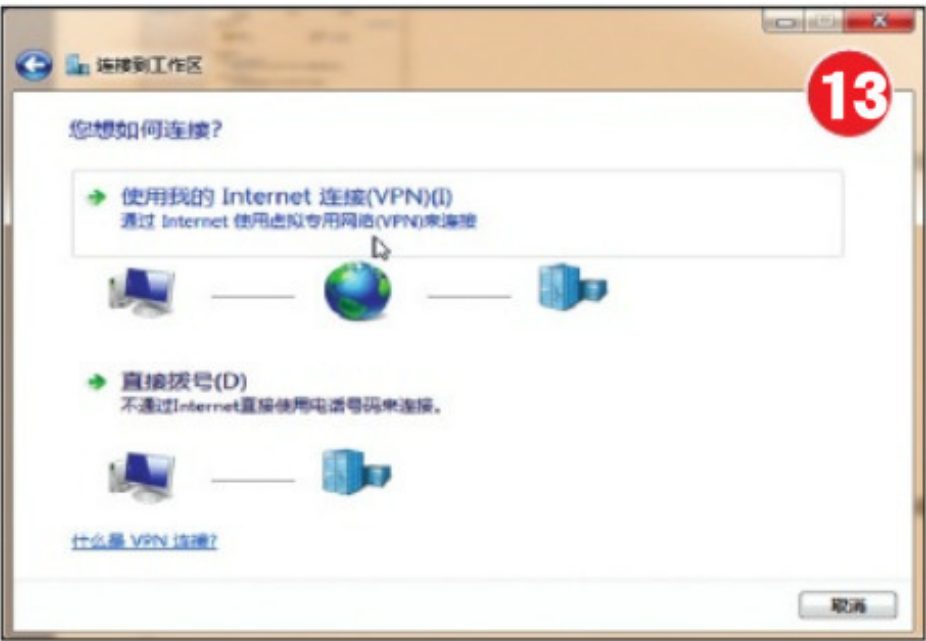 连接到工作区
13
您想如何连接?
使用我的 Internet 连接(VPN)(I)
通过 Internet 使用虚拟专用网络(VPN)来连接
直接拨号(D)
不通过Internet直接使用电话号码来连接。
什么是 VPN 连接?
取消